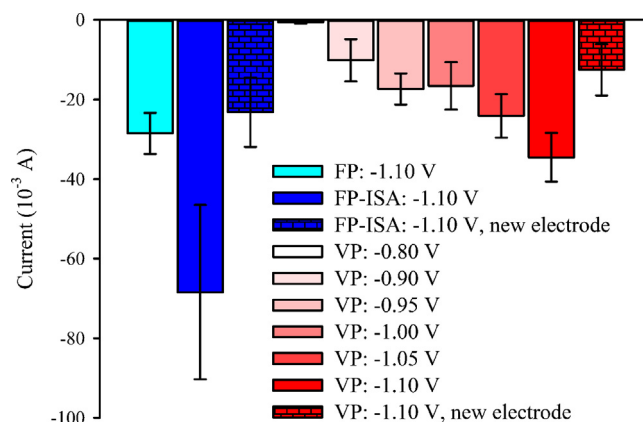 0
-20
-40
-60
-80
-100
Current (10⁻³ A)
FP: -1.10 V
FP-ISA: -1.10 V
FP-ISA: -1.10 V, new electrode
VP: -0.80 V
VP: -0.90 V
VP: -0.95 V
VP: -1.00 V
VP: -1.05 V
VP: -1.10 V
VP: -1.10 V, new electrode